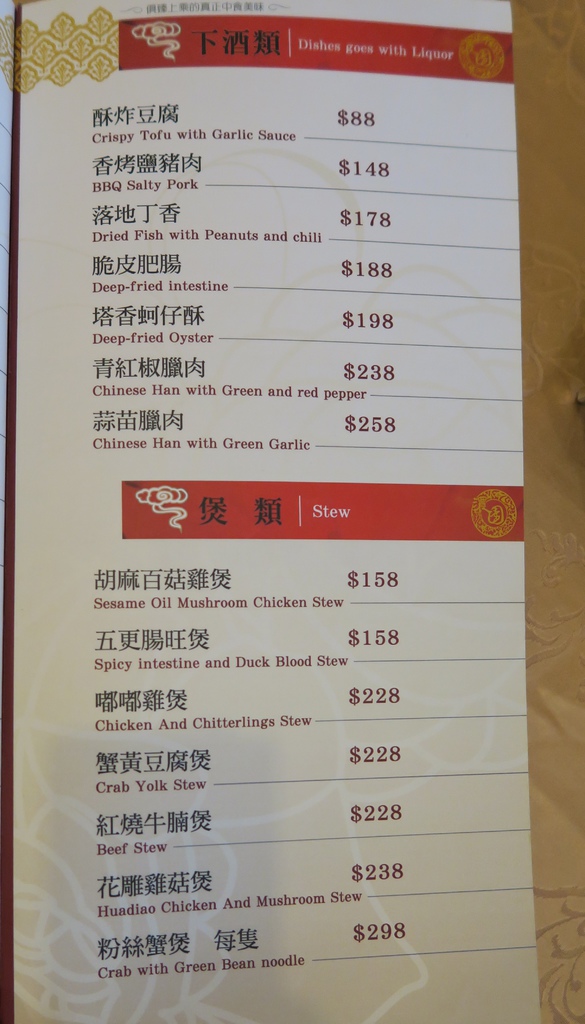 真正中食美味
下酒類 Dishes goes with Liquor
酥炸豆腐 $88
Crispy Tofu with Garlic Sauce
香烤鹽豬肉 $148
BBQ Salty Pork
落地丁香 $178
Dried Fish with Peanuts and chili
脆皮肥腸 $188
Deep-fried intestine
塔香蚵仔酥 $198
Deep-fried Oyster
青紅椒臘肉 $238
Chinese Han with Green and red pepper
蒜苗臘肉 $258
Chinese Han with Green Garlic
煲類 Stew
胡麻百菇雞煲 $158
Sesame Oil Mushroom Chicken Stew
五更腸旺煲 $158
Spicy intestine and Duck Blood Stew
嘟嘟雞煲 $228
Chicken And Chitterlings Stew
蟹黃豆腐煲 $228
Crab Yolk Stew
紅燒牛腩煲 $228
Beef Stew
花雕雞菇煲 $238
Huadiao Chicken And Mushroom Stew
粉絲蟹煲 每隻 $298
Crab with Green Bean noodle